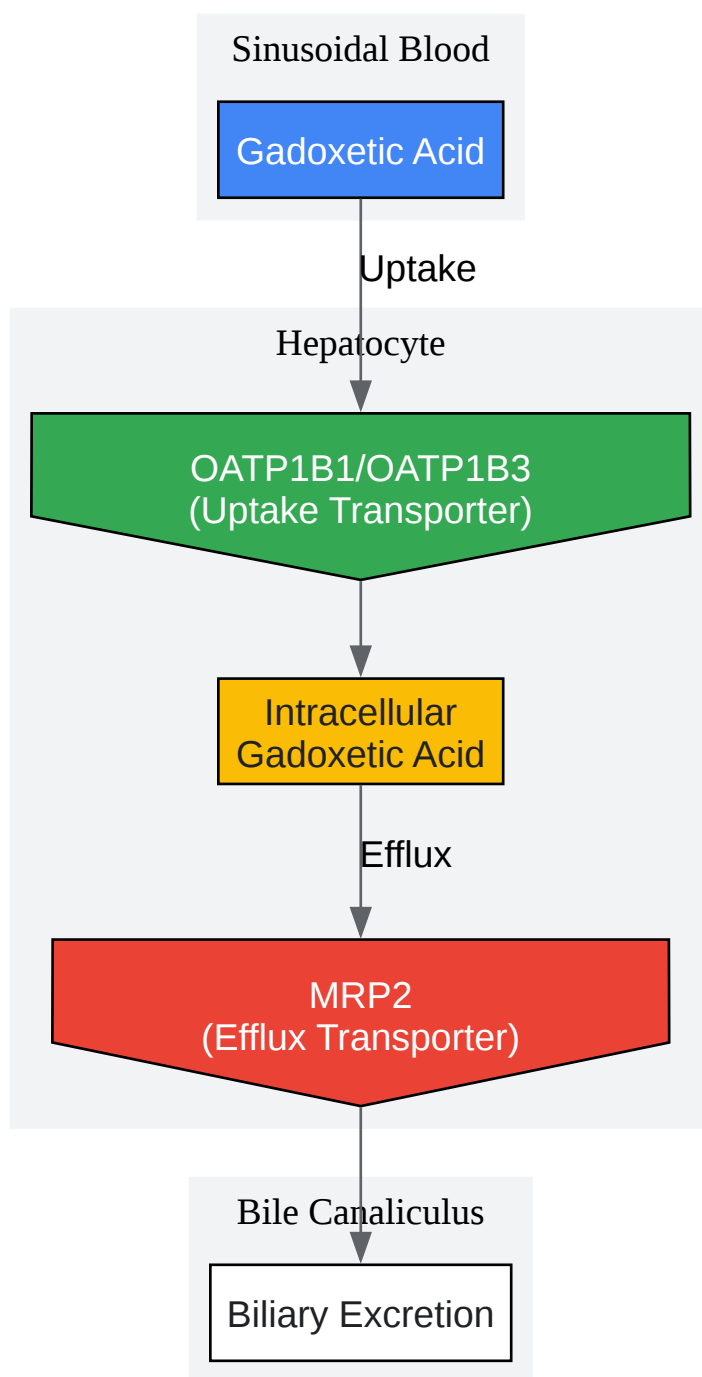 Sinusoidal Blood
Gadoxetic Acid
Uptake
Hepatocyte
OATP1B1/OATP1B3
(Uptake Transporter)
Intracellular
Gadoxetic Acid
Efflux
MRP2
(Efflux Transporter)
Bile Canaliculus
Biliary Excretion